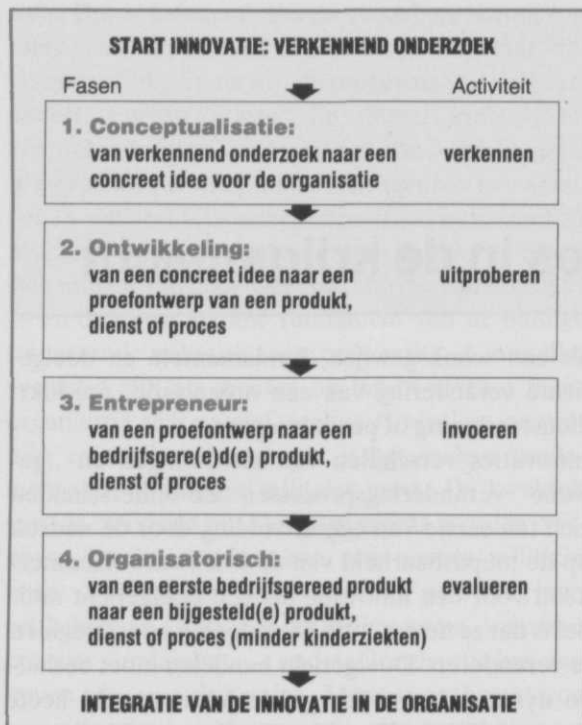 START INNOVATIE: VERKENNEND ONDERZOEK
Fasen Activiteit
1. Conceptualisatie:
van verkennend onderzoek naar een verkennen
concreet idee voor de organisatie
2. Ontwikkeling:
van een concreet idee naar een uitproberen
proefontwerp van een produkt,
dienst of proces
3. Entrepreneur:
van een proefontwerp naar een invoeren
bedrijfsgere(e)d(e) produkt,
dienst of proces
4. Organisatorisch:
van een eerste bedrijfsgereed produkt evalueren
naar een bijgesteld(e) produkt,
dienst of proces (minder kinderziekten)
INTEGRATIE VAN DE INNOVATIE IN DE ORGANISATIE